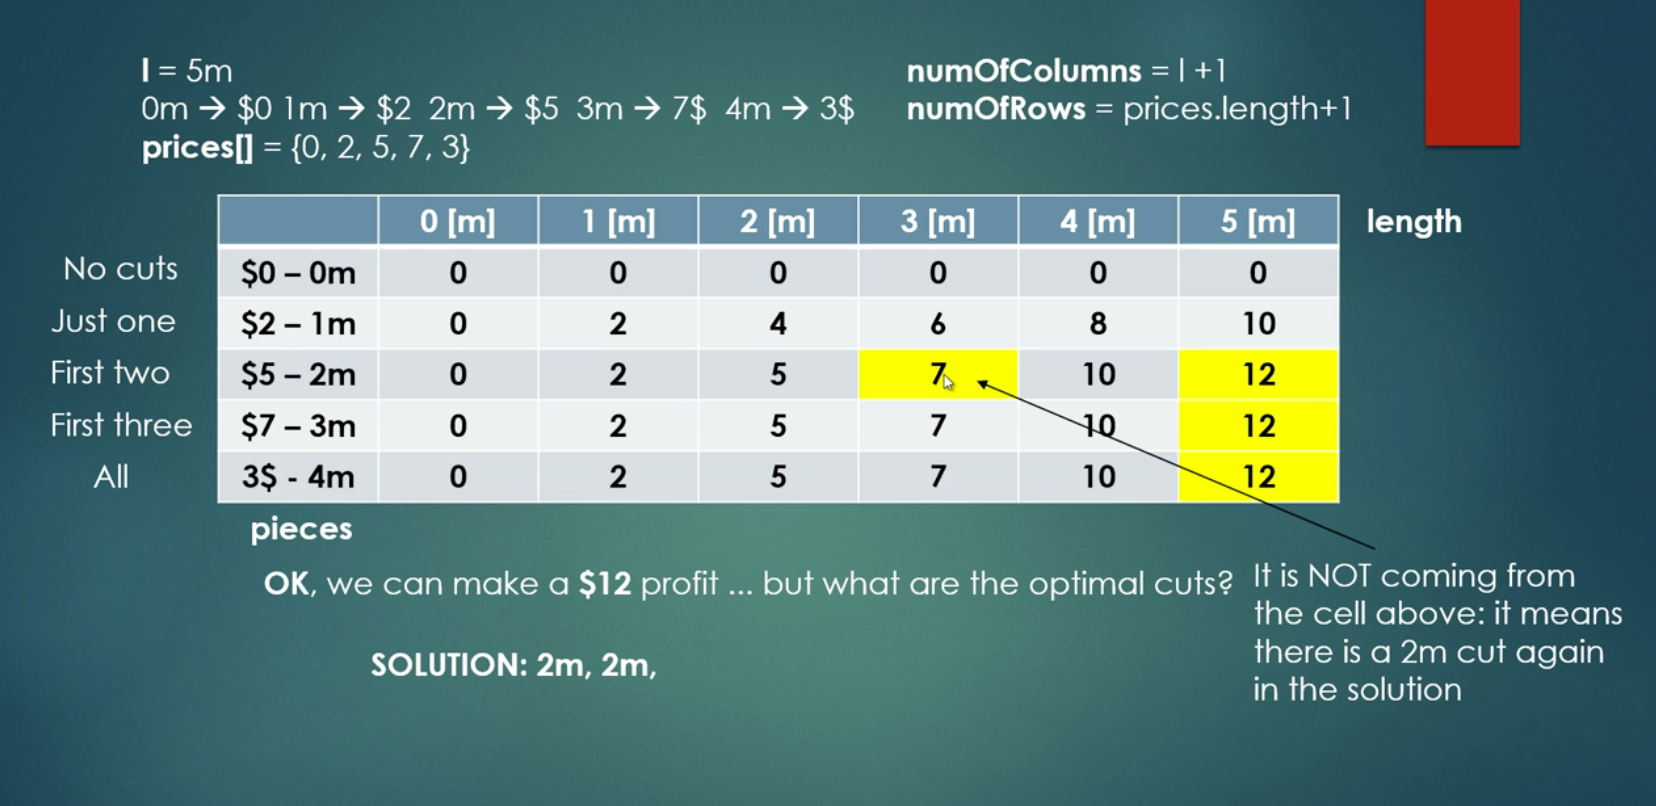 l = 5m
0m → $0 1m → $2 2m → $5 3m → 7$ 4m → 3$
prices[] = {0, 2, 5, 7, 3}
numOfColumns = l +1
numOfRows = prices.length+1
0 [m] 1 [m] 2 [m] 3 [m] 4 [m] 5 [m] length
No cuts $0 – 0m 0 0 0 0 0 0
Just one $2 – 1m 0 2 4 6 8 10
First two $5 – 2m 0 2 5 7 10 12
First three $7 – 3m 0 2 5 7 10 12
All 3$ - 4m 0 2 5 7 10 12
pieces
OK, we can make a $12 profit ... but what are the optimal cuts?
SOLUTION: 2m, 2m,
It is NOT coming from
the cell above: it means
there is a 2m cut again
in the solution